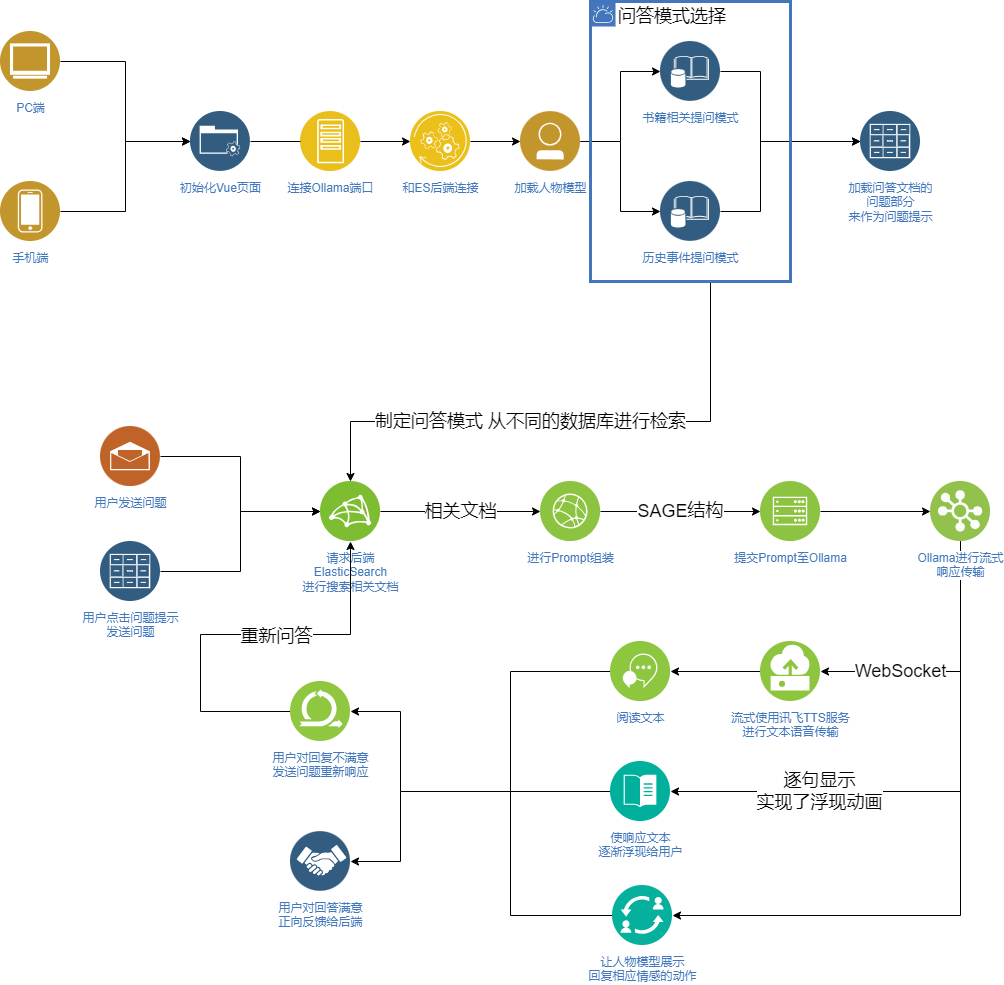 问答模式选择
PC端
书籍相关提问模式
初始化Vue页面
连接Ollama端口
和ES后端连接
加载人物模型
加载问答文档的
问题部分
来作为问题提示
手机端
历史事件提问模式
制定问答模式 从不同的数据库进行检索
用户发送问题
相关文档
SAGE结构
请求后端
ElasticSearch
进行搜索相关文档
进行Prompt组装
提交Prompt至Ollama
Ollama进行流式
响应传输
用户点击问题提示
发送问题
重新问答
WebSocket
阅读文本
流式使用讯飞TTS服务
进行文本语音传输
用户对回复不满意
发送问题重新响应
逐句显示
实现了浮现动画
使响应文本
逐渐浮现给用户
用户对回答满意
正向反馈给后端
让人物模型展示
回复相应情感的动作